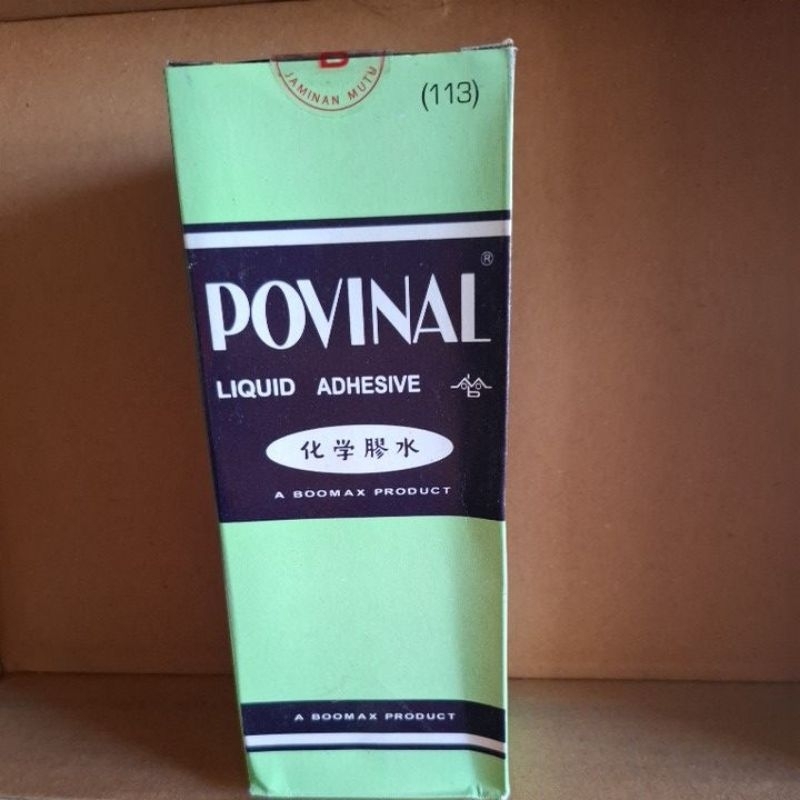 JAMINAN MUTU
(113)
POVINAL®
LIQUID ADHESIVE
化学膠水
A BOOMAX PRODUCT
A BOOMAX PRODUCT